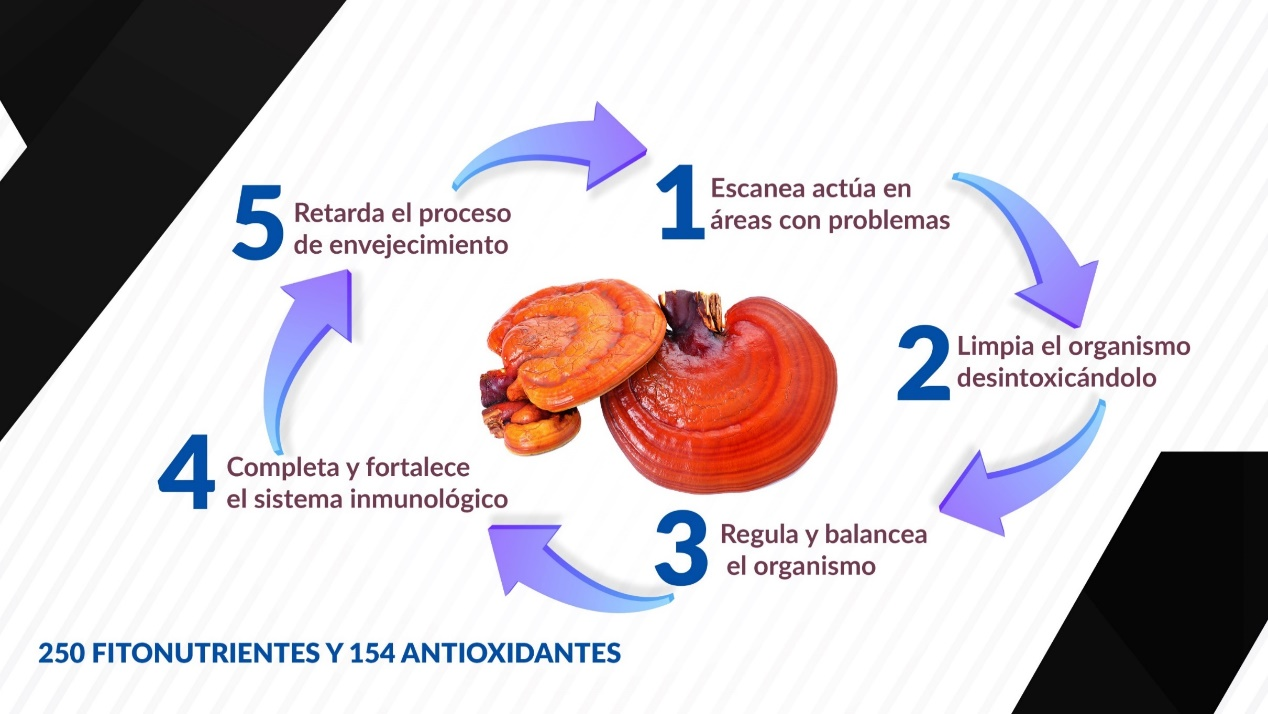 1
Escanea actúa en
áreas con problemas
2
Limpia el organismo
desintoxicándolo
3
Regula y balancea
el organismo
4
Completa y fortalece
el sistema inmunológico
5
Retarda el proceso
de envejecimiento
250 FITONUTRIENTES Y 154 ANTIOXIDANTES